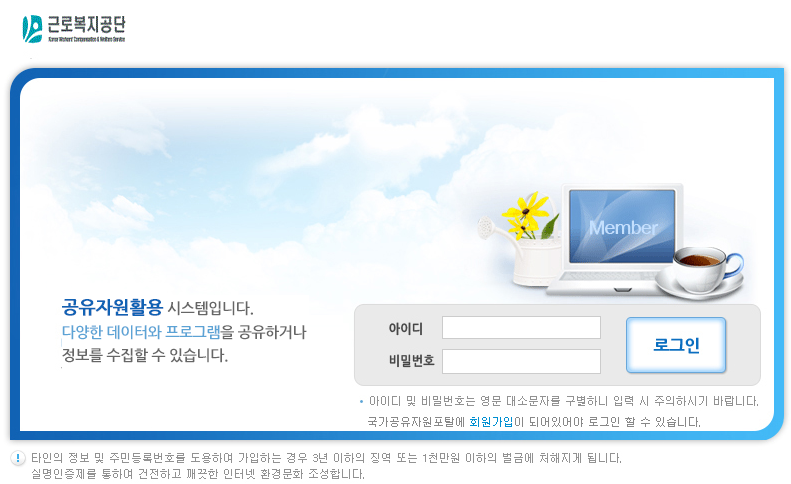 근로복지공단
Korea Workers' Compensation & Welfare Service
Member
공유자원활용 시스템입니다.
다양한 데이터와 프로그램을 공유하거나
정보를 수집할 수 있습니다.
아이디
비밀번호
로그인
• 아이디 및 비밀번호는 영문 대소문자를 구별하니 입력 시 주의하시기 바랍니다.
국가공유자원포탈에 회원가입이 되어있어야 로그인 할 수 있습니다.
타인의 정보 및 주민등록번호를 도용하여 가입하는 경우 3년 이하의 징역 또는 1천만원 이하의 벌금에 처해지게 됩니다.
실명인증제를 통하여 건전하고 깨끗한 인터넷 환경문화 조성합니다.